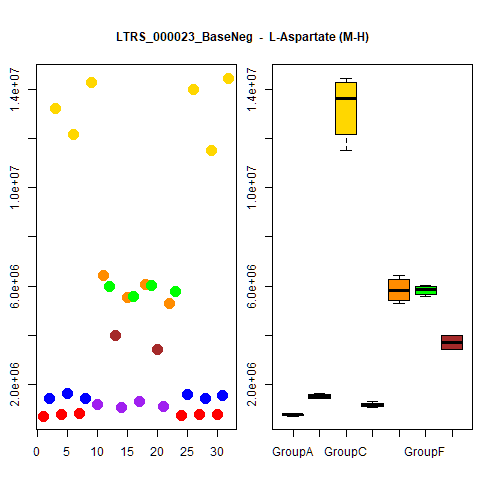 LTRS_000023_BaseNeg - L-Aspartate (M-H)
2.0e+06 6.0e+06 1.0e+07 1.4e+07
0 5 10 15 20 25 30
2.0e+06 6.0e+06 1.0e+07 1.4e+07
GroupA GroupC GroupF